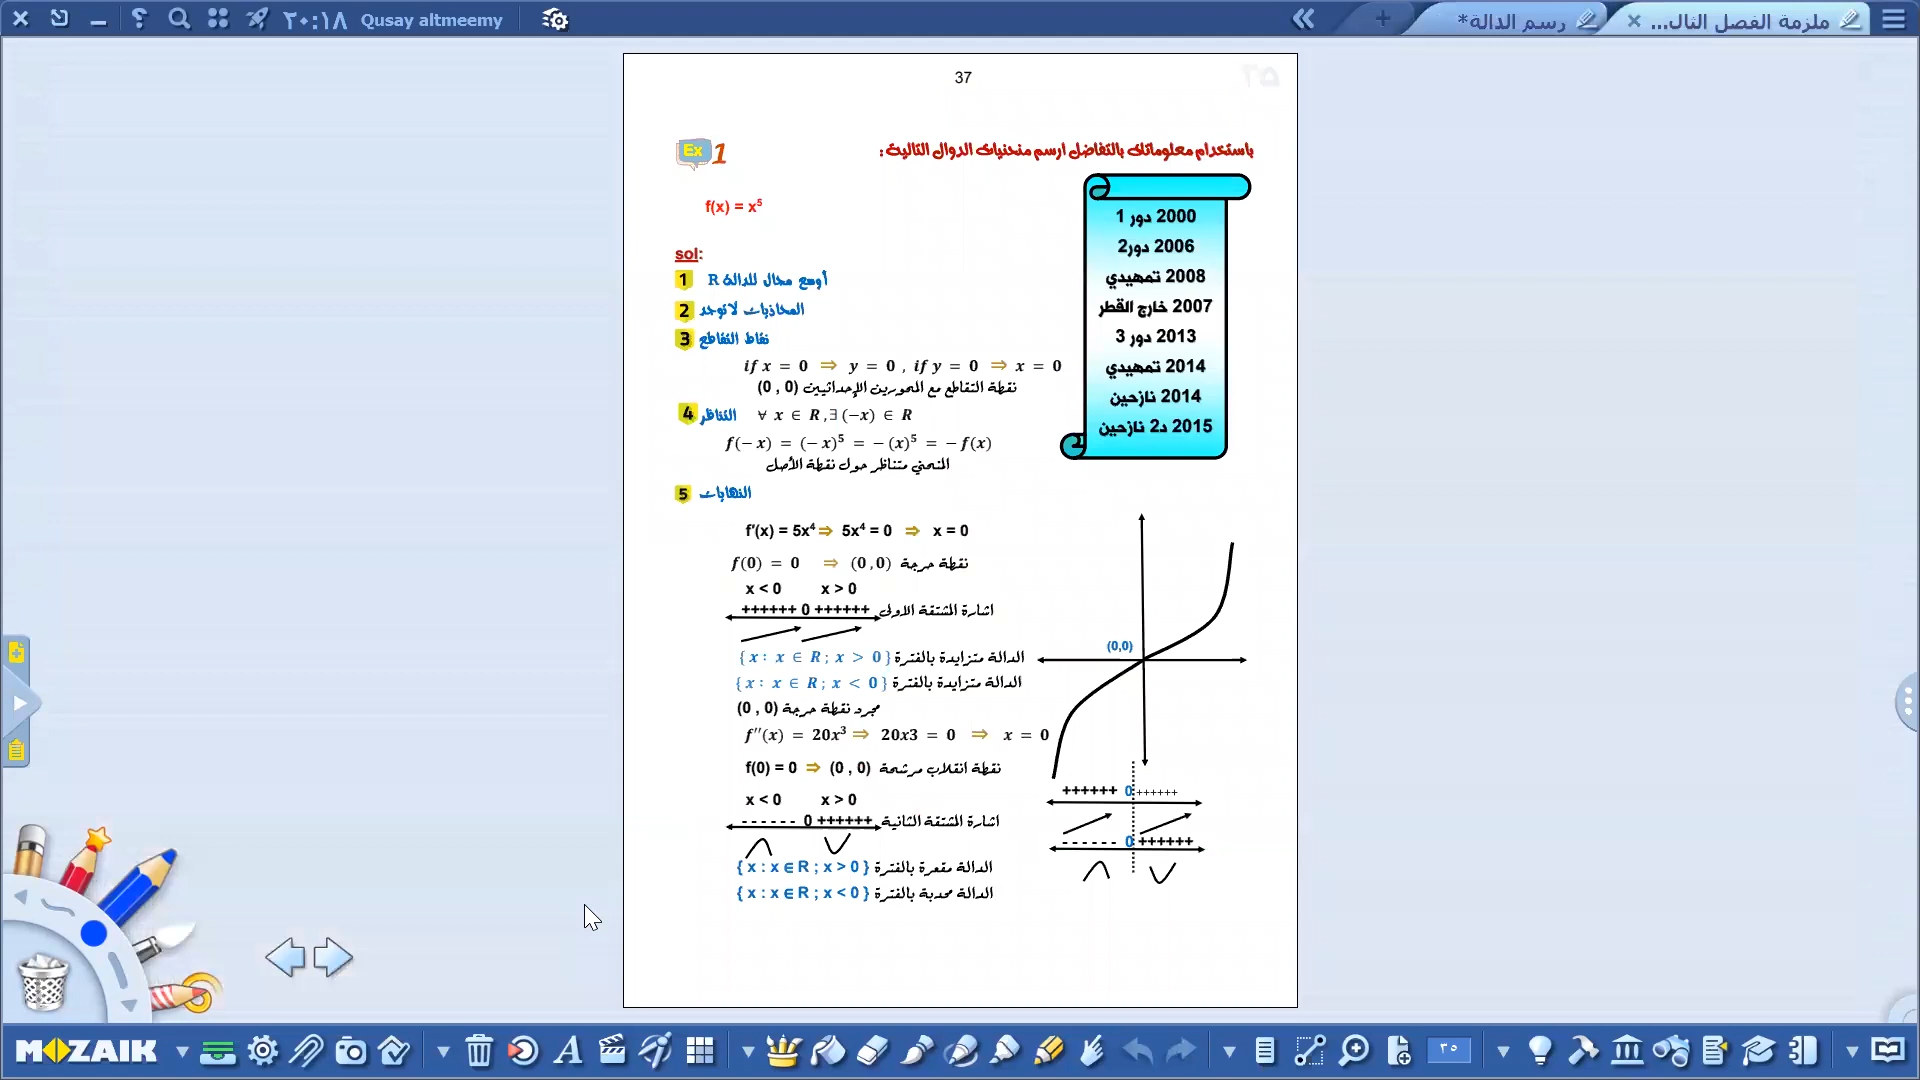 ٢٠:١٨ Qusay altmeemy
رسم الدالة*
ملزمة الفصل الثال...
37
٣٥
Ex 1
باستخدام معلوماتك بالتفاضل ارسم منحنيات الدوال التالية :
f(x) = x⁵
2000 دور 1
2006 دور2
2008 تمهيدي
2007 خارج القطر
2013 دور 3
2014 تمهيدي
2014 نازحين
2015 د2 نازحين
sol:
1 أوسع مجال للدالة R
2 المحاذيات لاتوجد
3 نقاط التقاطع
if x = 0 ⇒ y = 0 , if y = 0 ⇒ x = 0
نقطة التقاطع مع المحورين الإحداثيين (0 , 0)
4 التناظر ∀ x ∈ R , ∃ (−x) ∈ R
f(− x) = (− x)⁵ = − (x)⁵ = − f(x)
المنحني متناظر حول نقطة الأصل
5 النهايات
f′(x) = 5x⁴ ⇒ 5x⁴ = 0 ⇒ x = 0
f(0) = 0 ⇒ (0 ,0) نقطة حرجة
x < 0 x > 0
++++++ 0 ++++++ اشارة المشتقة الاولى
الدالة متزايدة بالفترة { x : x ∈ R ; x > 0 }
الدالة متزايدة بالفترة { x : x ∈ R ; x < 0 }
مجرد نقطة حرجة (0 , 0)
f′′(x) = 20x³ ⇒ 20x3 = 0 ⇒ x = 0
f(0) = 0 ⇒ (0 , 0) نقطة انقلاب مرشحة
x < 0 x > 0
- - - - - - 0 ++++++ اشارة المشتقة الثانية
الدالة مقعرة بالفترة { x : x ∈ R ; x > 0 }
الدالة محدبة بالفترة { x : x ∈ R ; x < 0 }
(0,0)
++++++ 0 ++++++
- - - - - - 0 ++++++
MOZAIK
٣٥